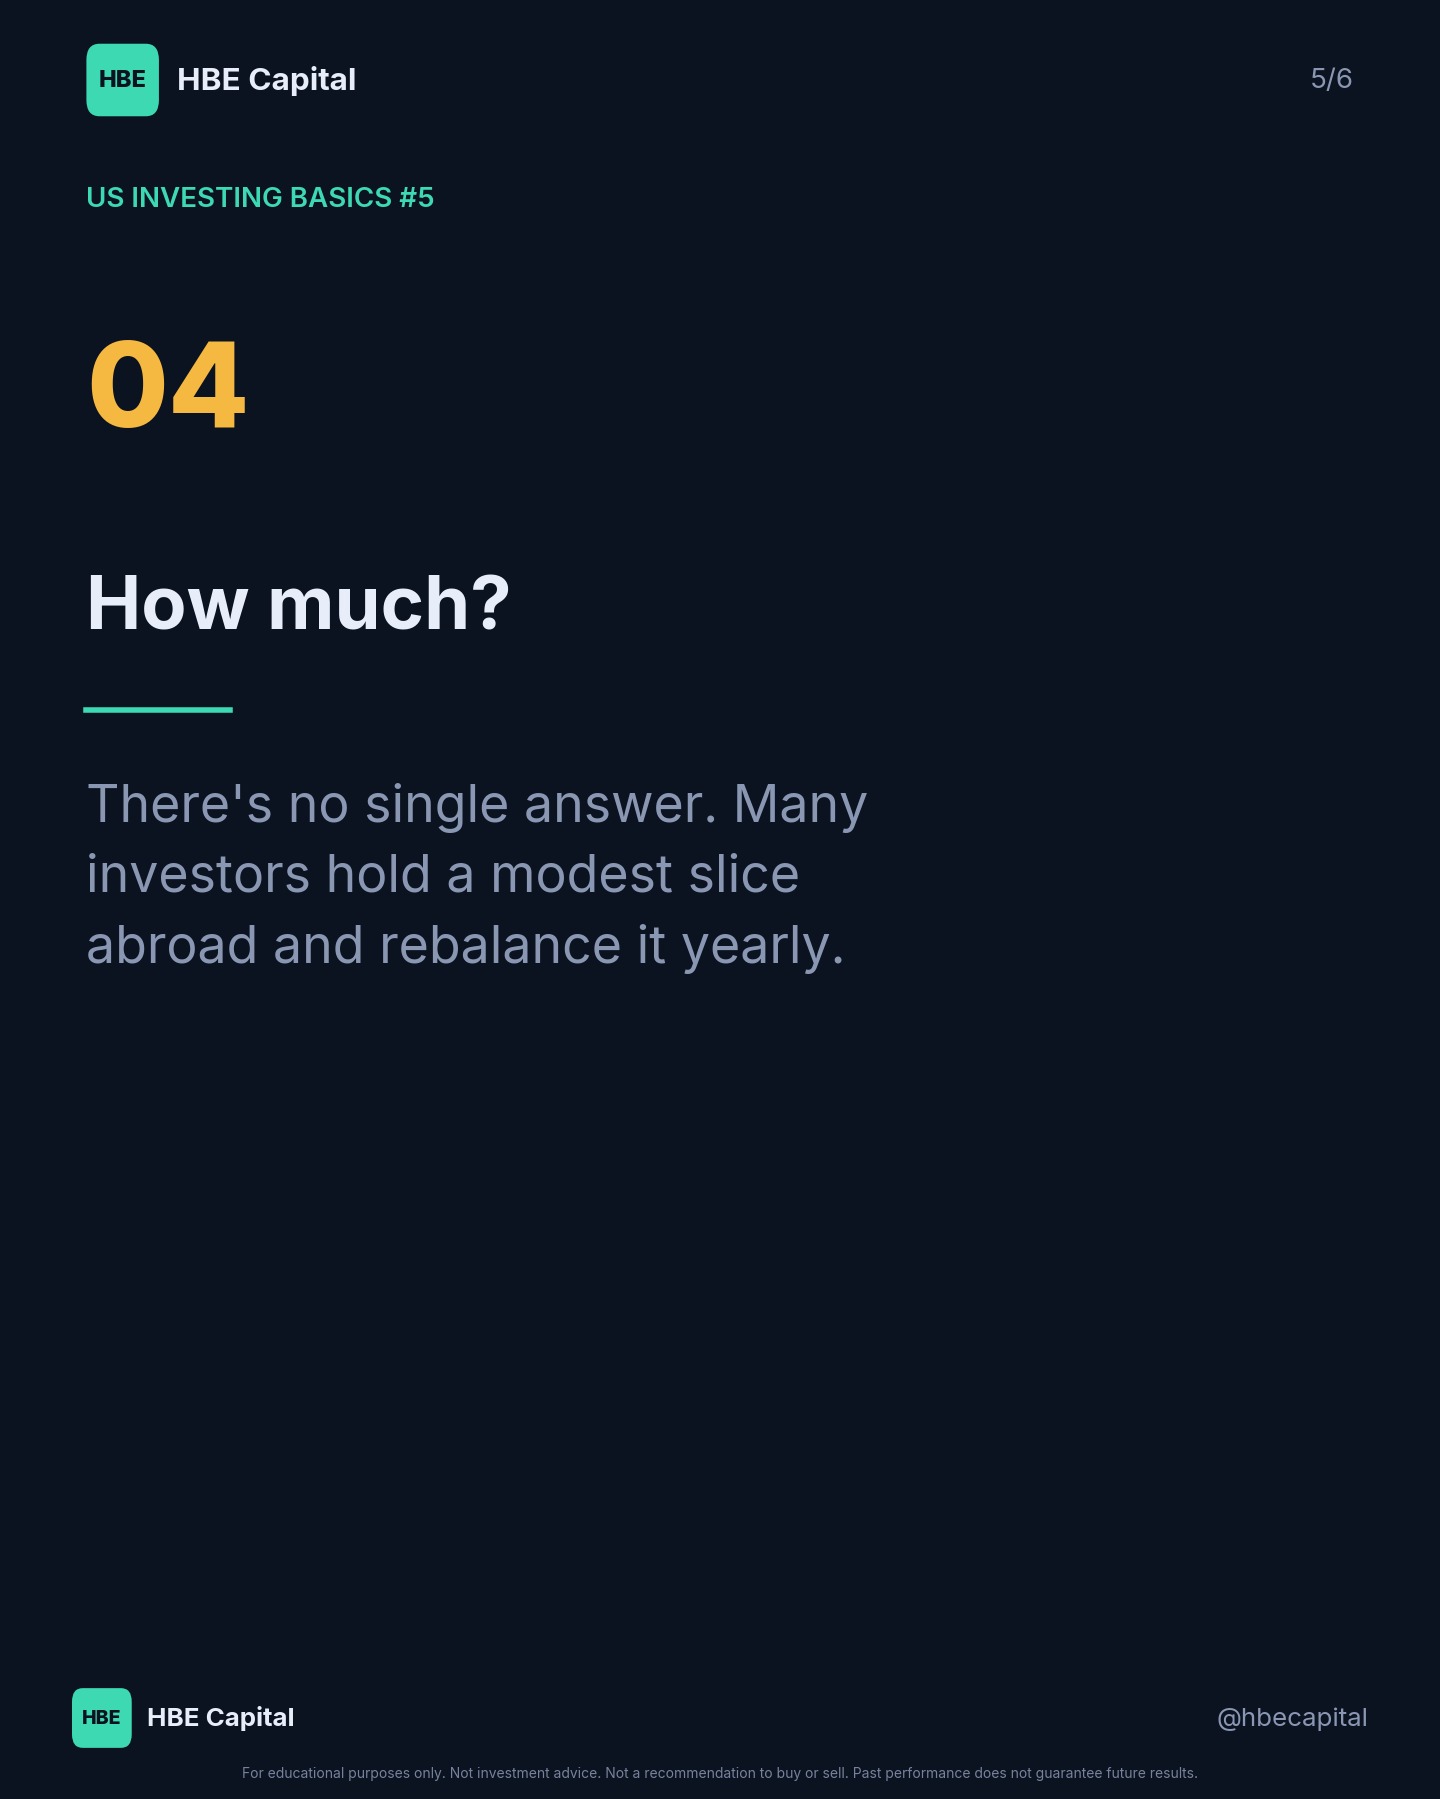 HBE HBE Capital 5/6
US INVESTING BASICS #5
04
How much?
There's no single answer. Many
investors hold a modest slice
abroad and rebalance it yearly.
HBE HBE Capital @hbecapital
For educational purposes only. Not investment advice. Not a recommendation to buy or sell. Past performance does not guarantee future results.